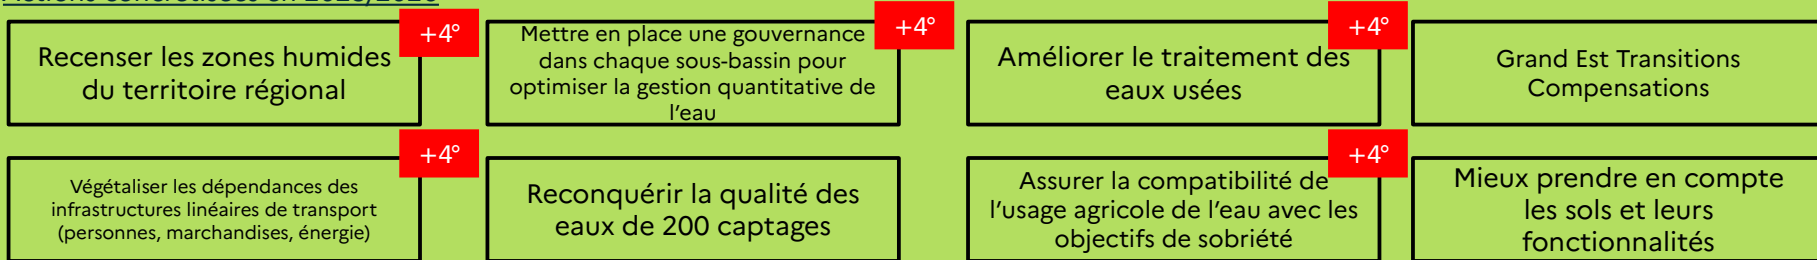 +4°
Recenser les zones humides
du territoire régional
+4°
Mettre en place une gouvernance
dans chaque sous-bassin pour
optimiser la gestion quantitative de
l’eau
+4°
Améliorer le traitement des
eaux usées
Grand Est Transitions
Compensations
+4°
Végétaliser les dépendances des
infrastructures linéaires de transport
(personnes, marchandises, énergie)
Reconquérir la qualité des
eaux de 200 captages
+4°
Assurer la compatibilité de
l’usage agricole de l’eau avec les
objectifs de sobriété
Mieux prendre en compte
les sols et leurs
fonctionnalités